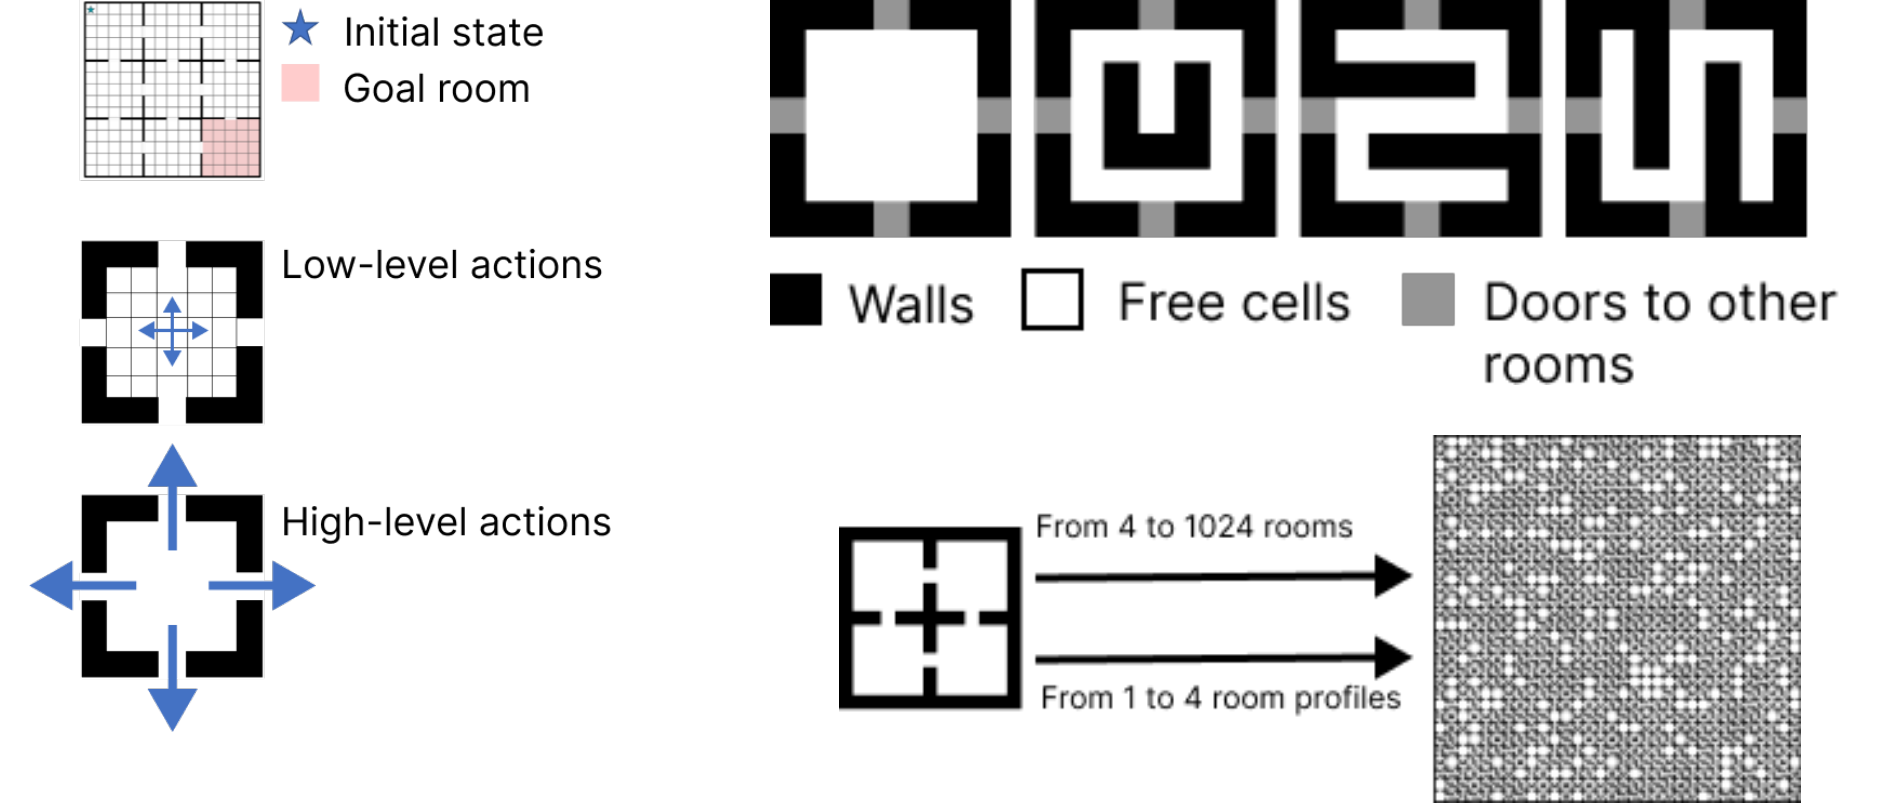 Initial state
Goal room
Low-level actions
High-level actions
Walls
Free cells
Doors to other
rooms
From 4 to 1024 rooms
From 1 to 4 room profiles